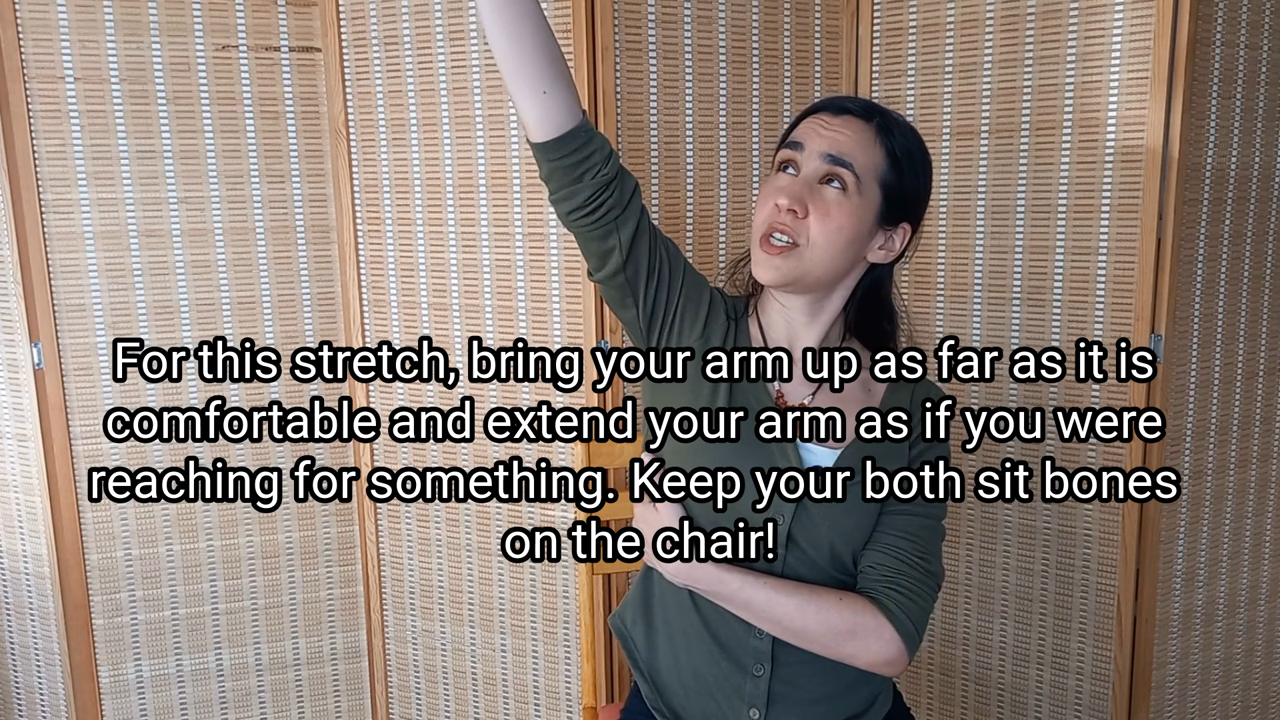 For this stretch, bring your arm up as far as it is
comfortable and extend your arm as if you were
reaching for something. Keep your both sit bones
on the chair!